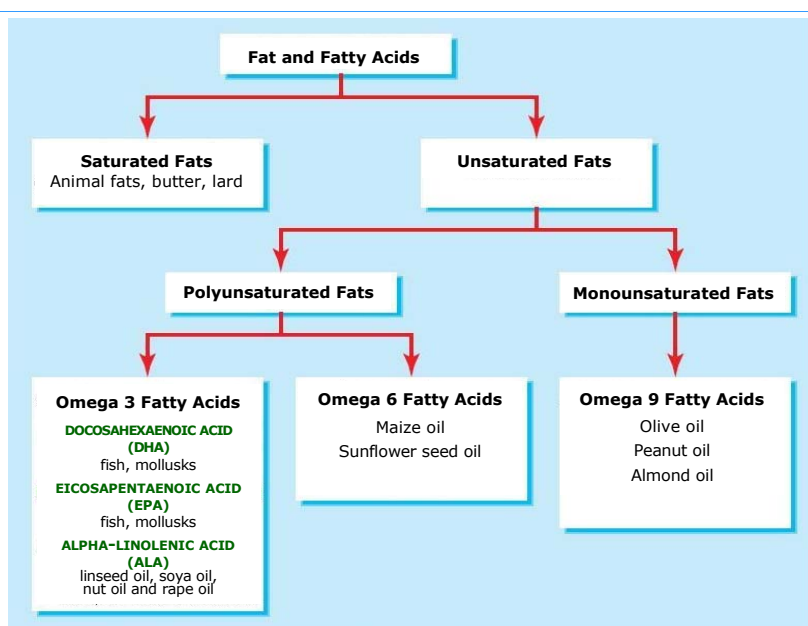 Fat and Fatty Acids
Saturated Fats
Animal fats, butter, lard
Unsaturated Fats
Polyunsaturated Fats
Monounsaturated Fats
Omega 3 Fatty Acids
DOCOSAHEXAENOIC ACID
(DHA)
fish, mollusks
EICOSAPENTAENOIC ACID
(EPA)
fish, mollusks
ALPHA-LINOLENIC ACID
(ALA)
linseed oil, soya oil,
nut oil and rape oil
Omega 6 Fatty Acids
Maize oil
Sunflower seed oil
Omega 9 Fatty Acids
Olive oil
Peanut oil
Almond oil